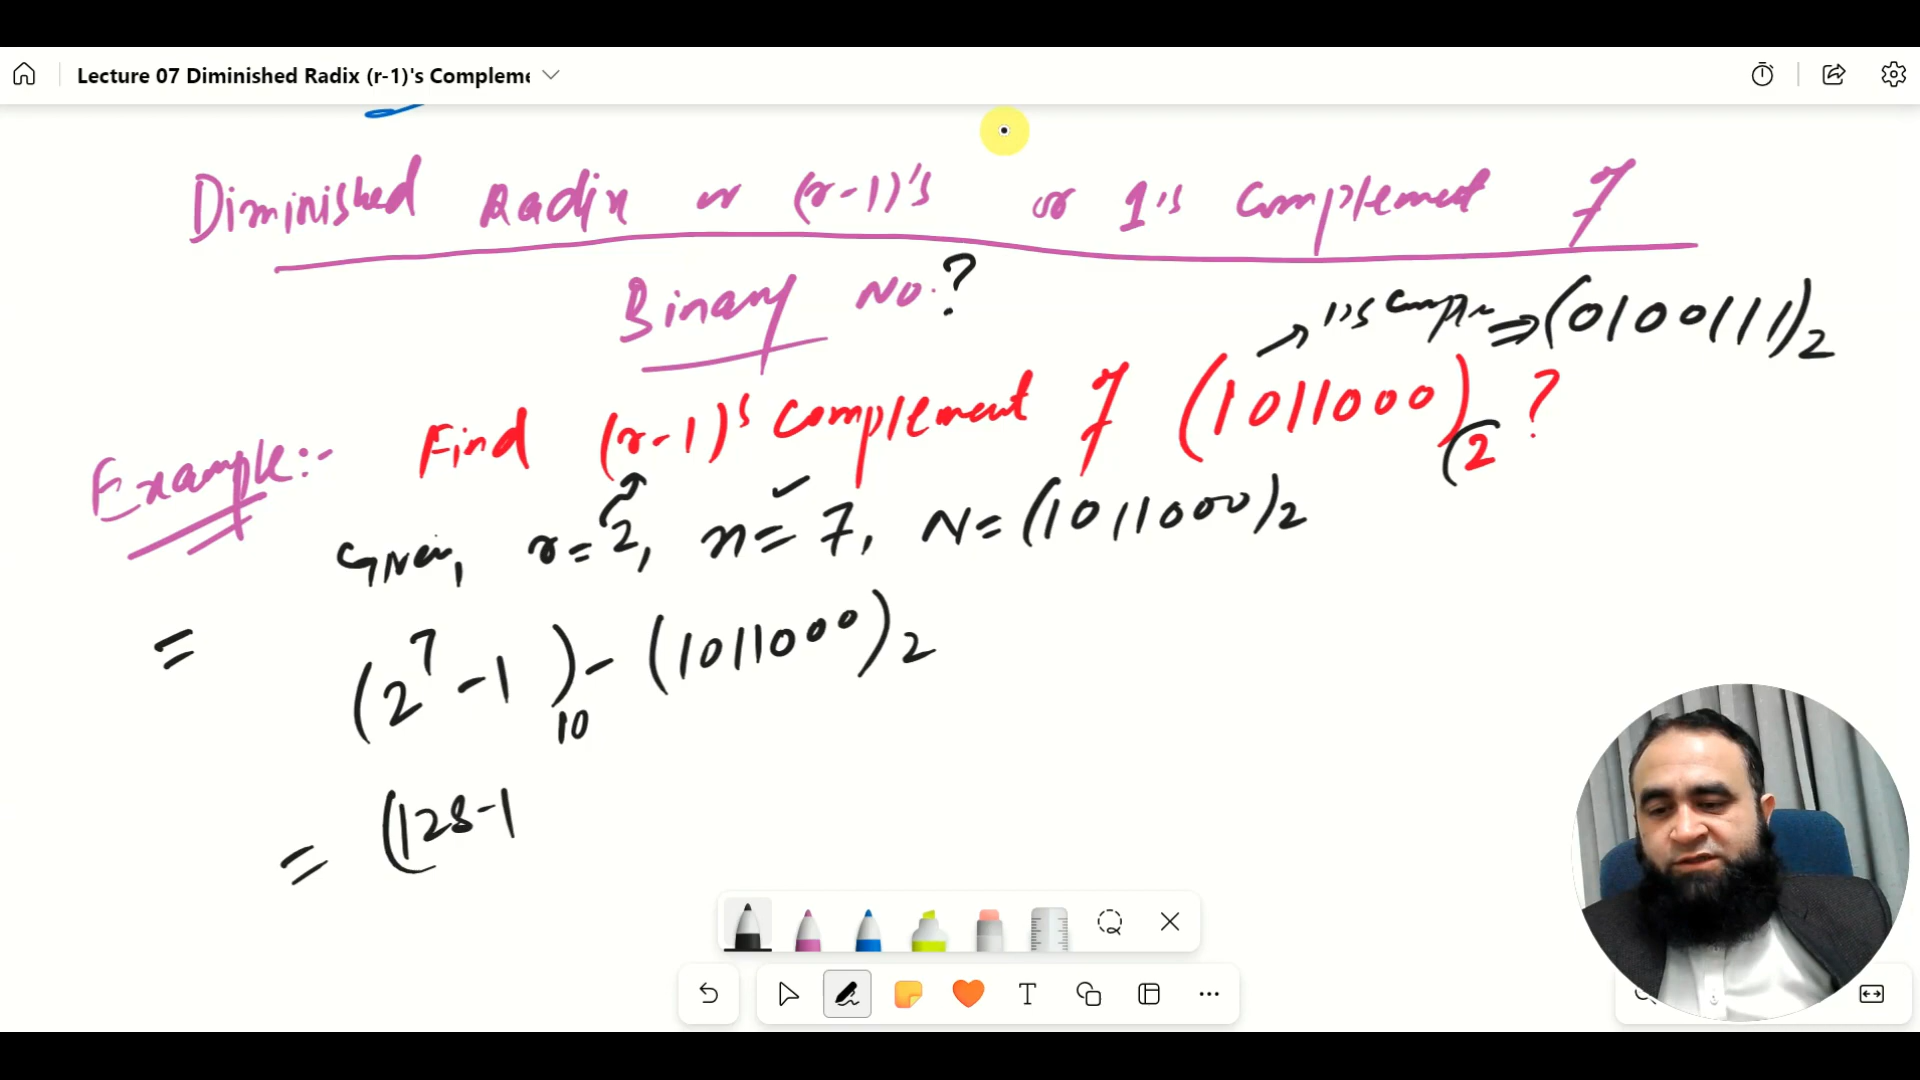 Lecture 07 Diminished Radix (r-1)'s Compleme
Diminished Radix or (r-1)'s or 1's Complement of
Binary No.?
→ 1's Comple ⇒ (0100111)2
Example:- Find (r-1)'s Complement of (1011000)2 ?
Given, r=2, n=7, N=(1011000)2
= (2^7-1)10 - (1011000)2
= (128-1
T